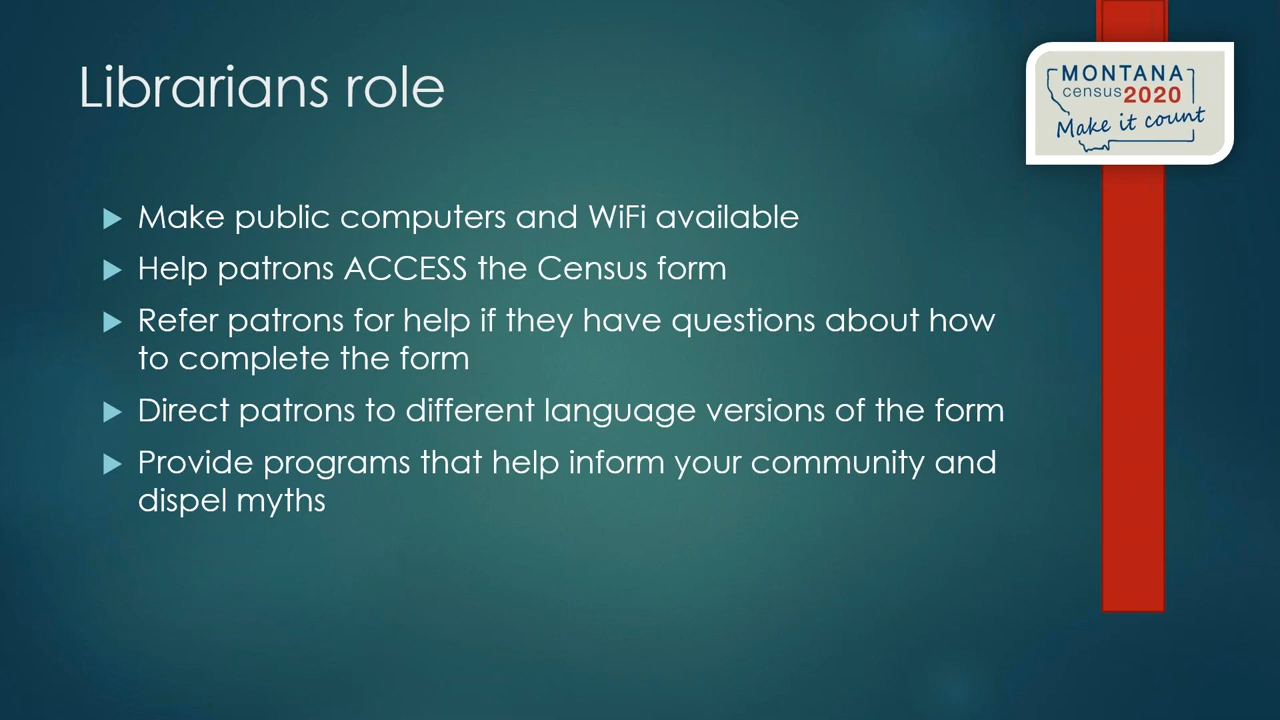 Librarians role
MONTANA
census2020
Make it count
Make public computers and WiFi available
Help patrons ACCESS the Census form
Refer patrons for help if they have questions about how
to complete the form
Direct patrons to different language versions of the form
Provide programs that help inform your community and
dispel myths